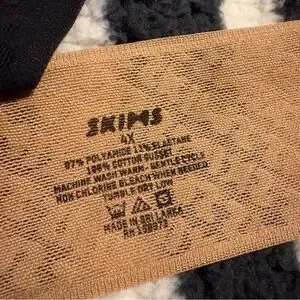 SKIMS
4X
87% POLYAMIDE 13% ELASTANE
100% COTTON GUSSET
MACHINE WASH WARM - GENTLE CYCLE
NON CHLORINE BLEACH WHEN NEEDED
TUMBLE DRY LOW
MADE IN SRI LANKA